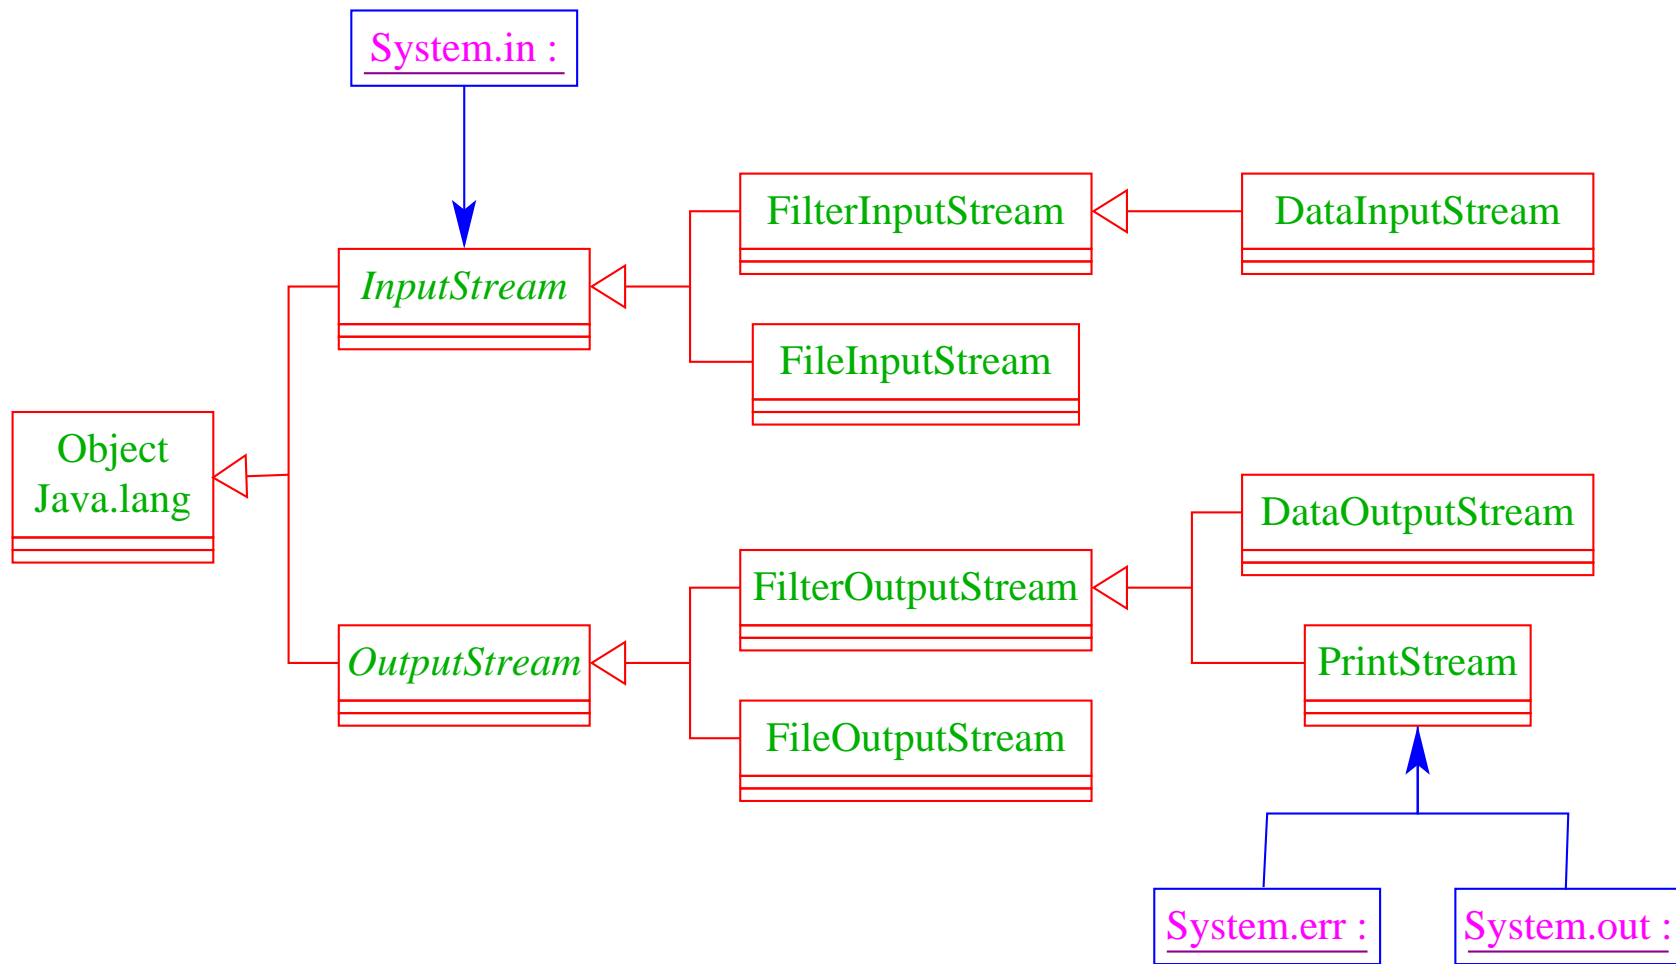 System.in :
FilterInputStream
DataInputStream
InputStream
FileInputStream
Object
Java.lang
DataOutputStream
FilterOutputStream
OutputStream
PrintStream
FileOutputStream
System.err :
System.out :